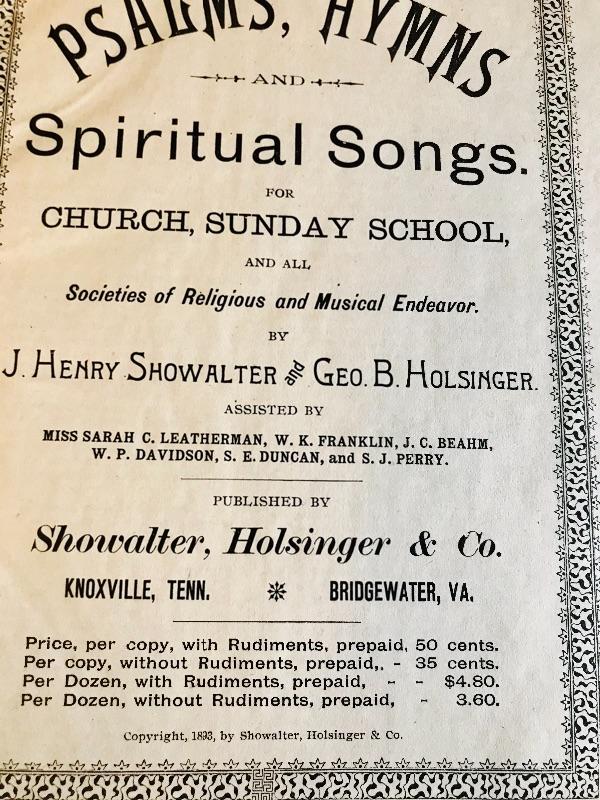 PSALMS, HYMNS
AND
Spiritual Songs.
FOR
CHURCH, SUNDAY SCHOOL,
AND ALL
Societies of Religious and Musical Endeavor.
BY
J. HENRY SHOWALTER and GEO. B. HOLSINGER.
ASSISTED BY
MISS SARAH C. LEATHERMAN, W. K. FRANKLIN, J. C. BEAHM,
W. P. DAVIDSON, S. E. DUNCAN, and S. J. PERRY.
PUBLISHED BY
Showalter, Holsinger & Co.
KNOXVILLE, TENN. BRIDGEWATER, VA.
Price, per copy, with Rudiments, prepaid, 50 cents.
Per copy, without Rudiments, prepaid,. - 35 cents.
Per Dozen, with Rudiments, prepaid, - - $4.80.
Per Dozen, without Rudiments, prepaid, - 3.60.
Copyright, 1893, by Showalter, Holsinger & Co.